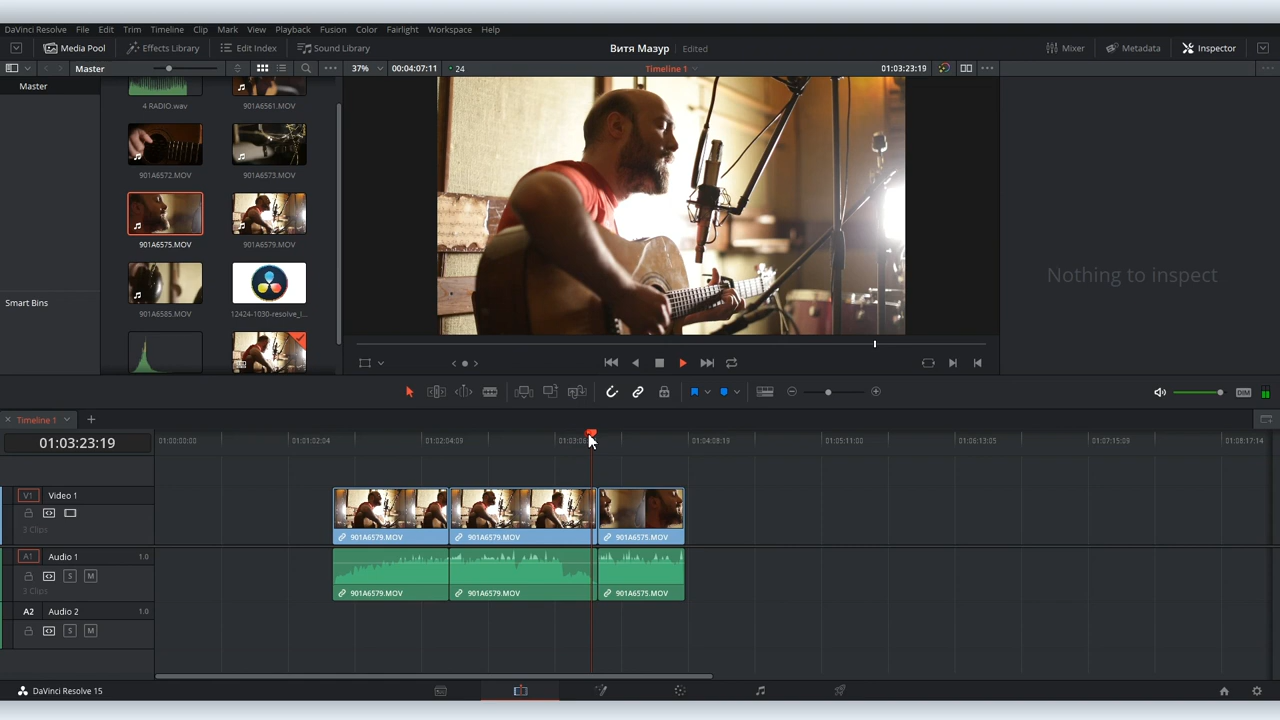 DaVinci Resolve File Edit Trim Timeline Clip Mark View Playback Fusion Color Fairlight Workspace Help
Media Pool Effects Library Edit Index Sound Library Витя Мазур Edited Mixer Metadata Inspector
Master 37% 00:04:07:11 24 Timeline 1 01:03:23:19
Master
4 RADIO.wav 901A6561.MOV
901A6572.MOV 901A6573.MOV
901A6575.MOV 901A6579.MOV
Nothing to inspect
Smart Bins
901A6585.MOV 12424-1030-resolve_l...
DIM
Timeline 1
01:03:23:19 01:00:00:00 01:01:02:04 01:02:04:09 01:03:06 01:04:08:19 01:05:11:00 01:06:13:05 01:07:15:09 01:08:17:14
V1 Video 1
3 Clips
901A6579.MOV 901A6579.MOV 901A6575.MOV
A1 Audio 1 1.0
S M
3 Clips
901A6579.MOV 901A6579.MOV 901A6575.MOV
A2 Audio 2 1.0
S M
DaVinci Resolve 15